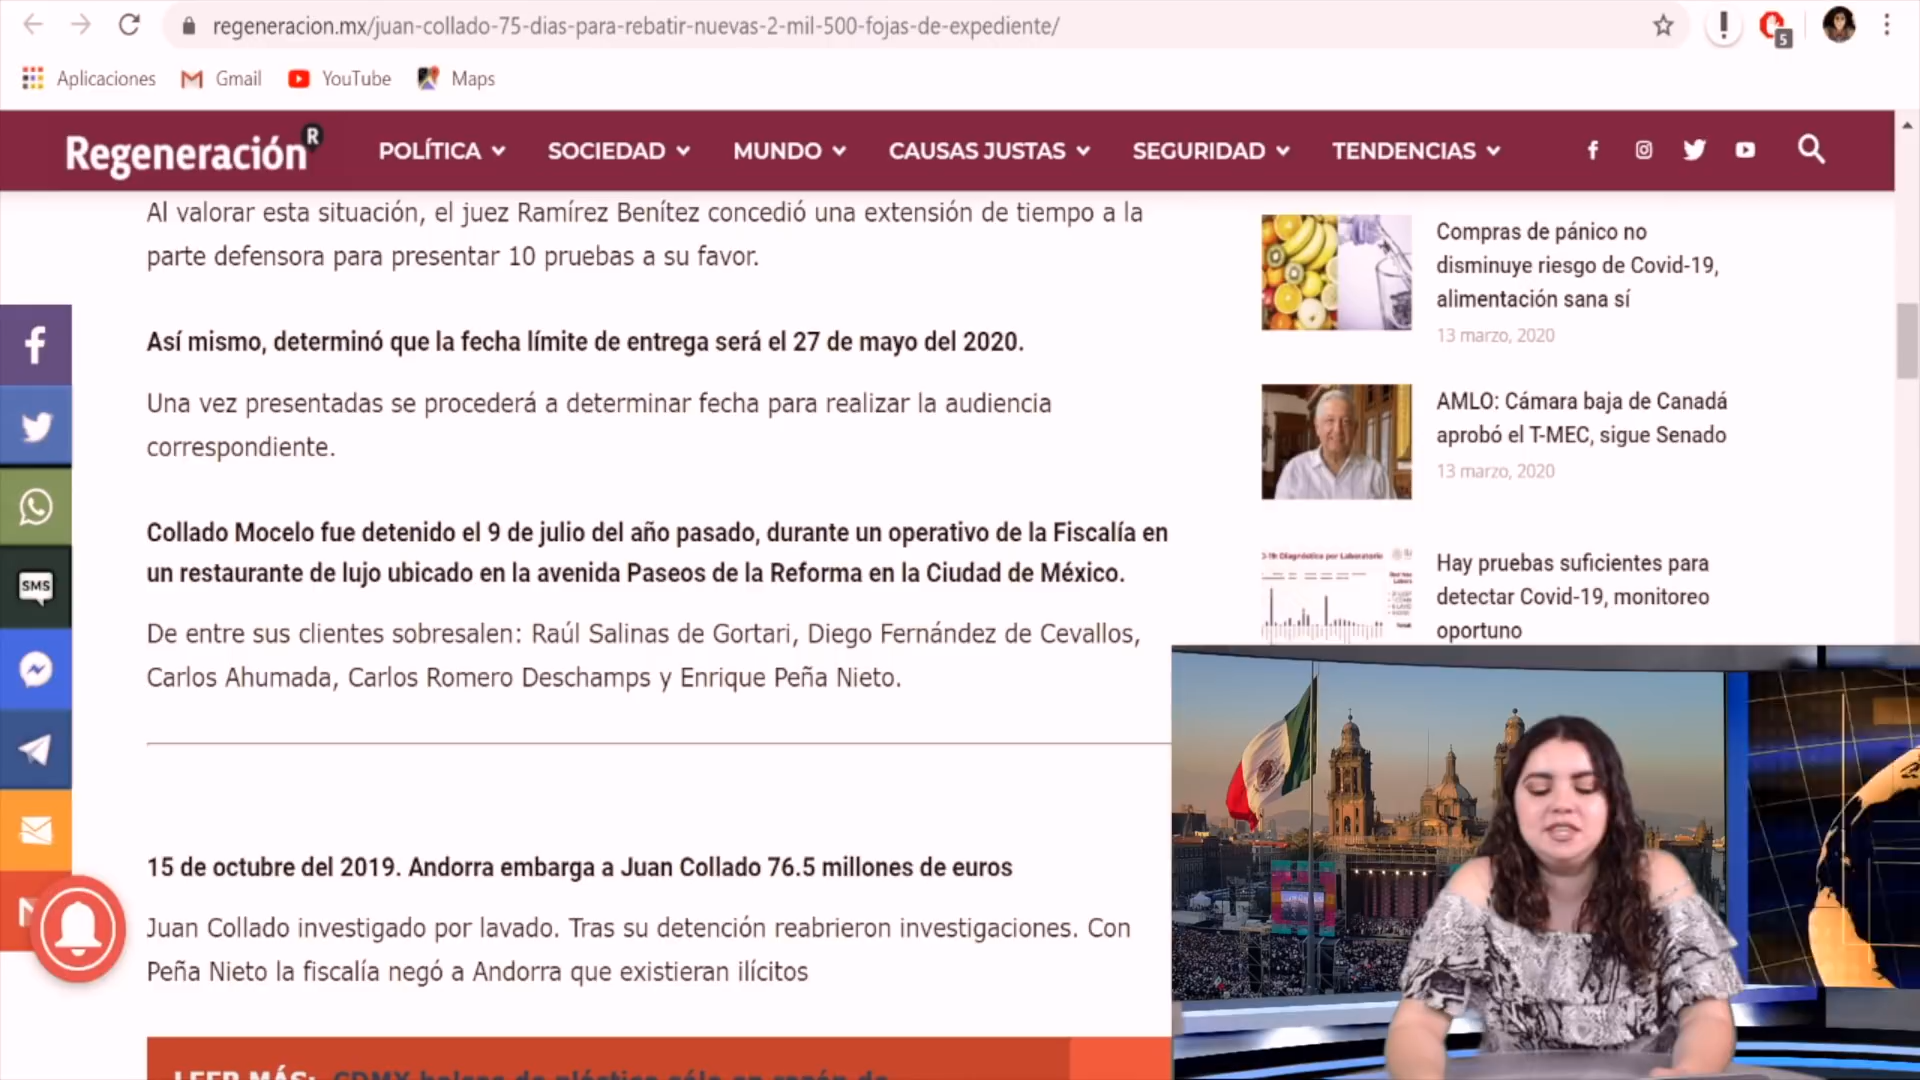 regeneracion.mx/juan-collado-75-dias-para-rebatir-nuevas-2-mil-500-fojas-de-expediente/
5
Aplicaciones
Gmail
YouTube
Maps
Regeneración R
POLÍTICA
SOCIEDAD
MUNDO
CAUSAS JUSTAS
SEGURIDAD
TENDENCIAS
Al valorar esta situación, el juez Ramírez Benítez concedió una extensión de tiempo a la
parte defensora para presentar 10 pruebas a su favor.
Así mismo, determinó que la fecha límite de entrega será el 27 de mayo del 2020.
Una vez presentadas se procederá a determinar fecha para realizar la audiencia
correspondiente.
Collado Mocelo fue detenido el 9 de julio del año pasado, durante un operativo de la Fiscalía en
un restaurante de lujo ubicado en la avenida Paseos de la Reforma en la Ciudad de México.
De entre sus clientes sobresalen: Raúl Salinas de Gortari, Diego Fernández de Cevallos,
Carlos Ahumada, Carlos Romero Deschamps y Enrique Peña Nieto.
15 de octubre del 2019. Andorra embarga a Juan Collado 76.5 millones de euros
Juan Collado investigado por lavado. Tras su detención reabrieron investigaciones. Con
Peña Nieto la fiscalía negó a Andorra que existieran ilícitos
LEER MÁS: CDMX bolsas de plástico sólo en razón de
SMS
Compras de pánico no
disminuye riesgo de Covid-19,
alimentación sana sí
13 marzo, 2020
AMLO: Cámara baja de Canadá
aprobó el T-MEC, sigue Senado
13 marzo, 2020
Diagnóstico por Laboratorio
Hay pruebas suficientes para
detectar Covid-19, monitoreo
oportuno